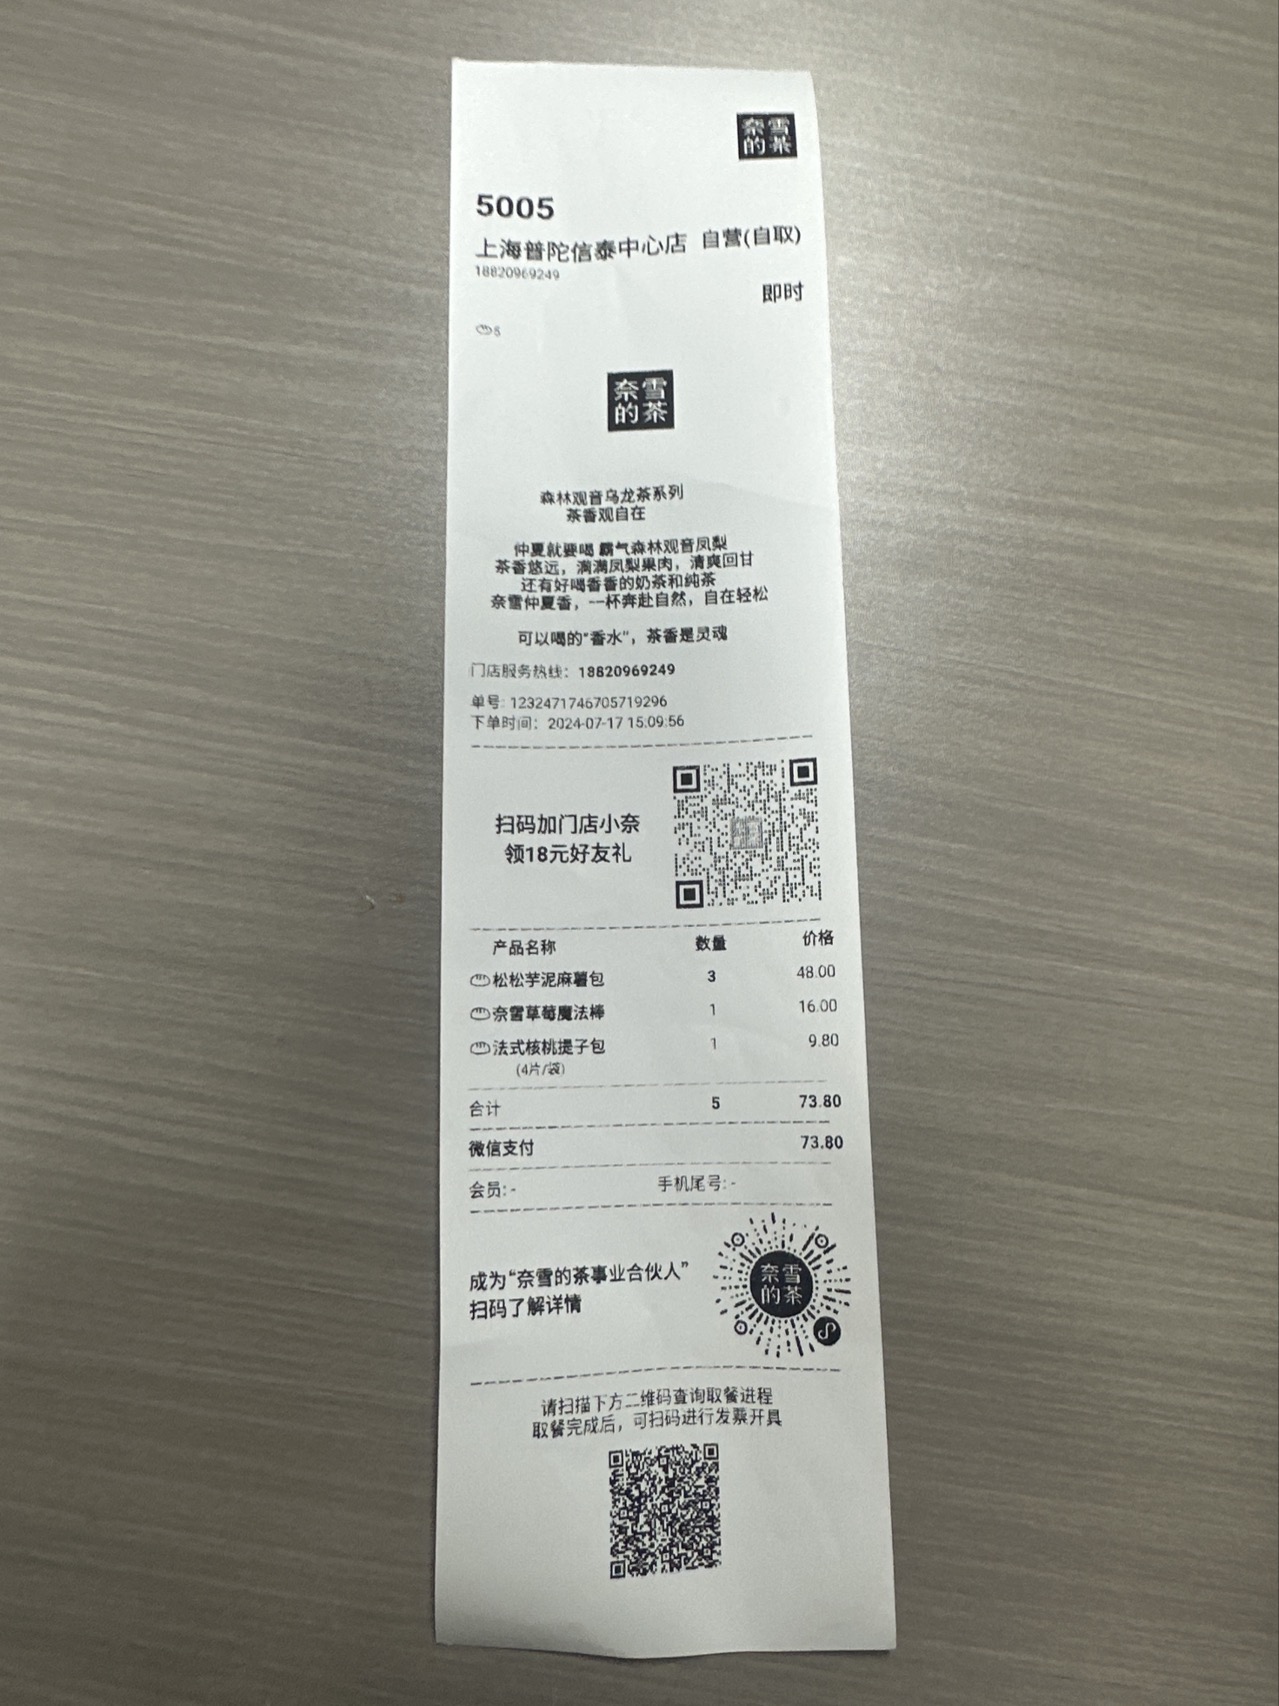 奈雪
的茶
5005
上海普陀信泰中心店 自营(自取)
18820969249
即时
5
奈雪
的茶
森林观音乌龙茶系列
茶香观自在
仲夏就要喝 霸气森林观音凤梨
茶香悠远，满满凤梨果肉，清爽回甘
还有好喝香香的奶茶和纯茶
奈雪仲夏香，一杯奔赴自然，自在轻松
可以喝的“香水”，茶香是灵魂
门店服务热线：18820969249
单号: 1232471746705719296
下单时间：2024-07-17 15:09:56
扫码加门店小奈
领18元好友礼
产品名称 数量 价格
松松芋泥麻薯包 3 48.00
奈雪草莓魔法棒 1 16.00
法式核桃提子包 1 9.80
(4片/袋)
合计 5 73.80
微信支付 73.80
会员: - 手机尾号: -
成为“奈雪的茶事业合伙人”
扫码了解详情
奈雪
的茶
请扫描下方二维码查询取餐进程
取餐完成后，可扫码进行发票开具